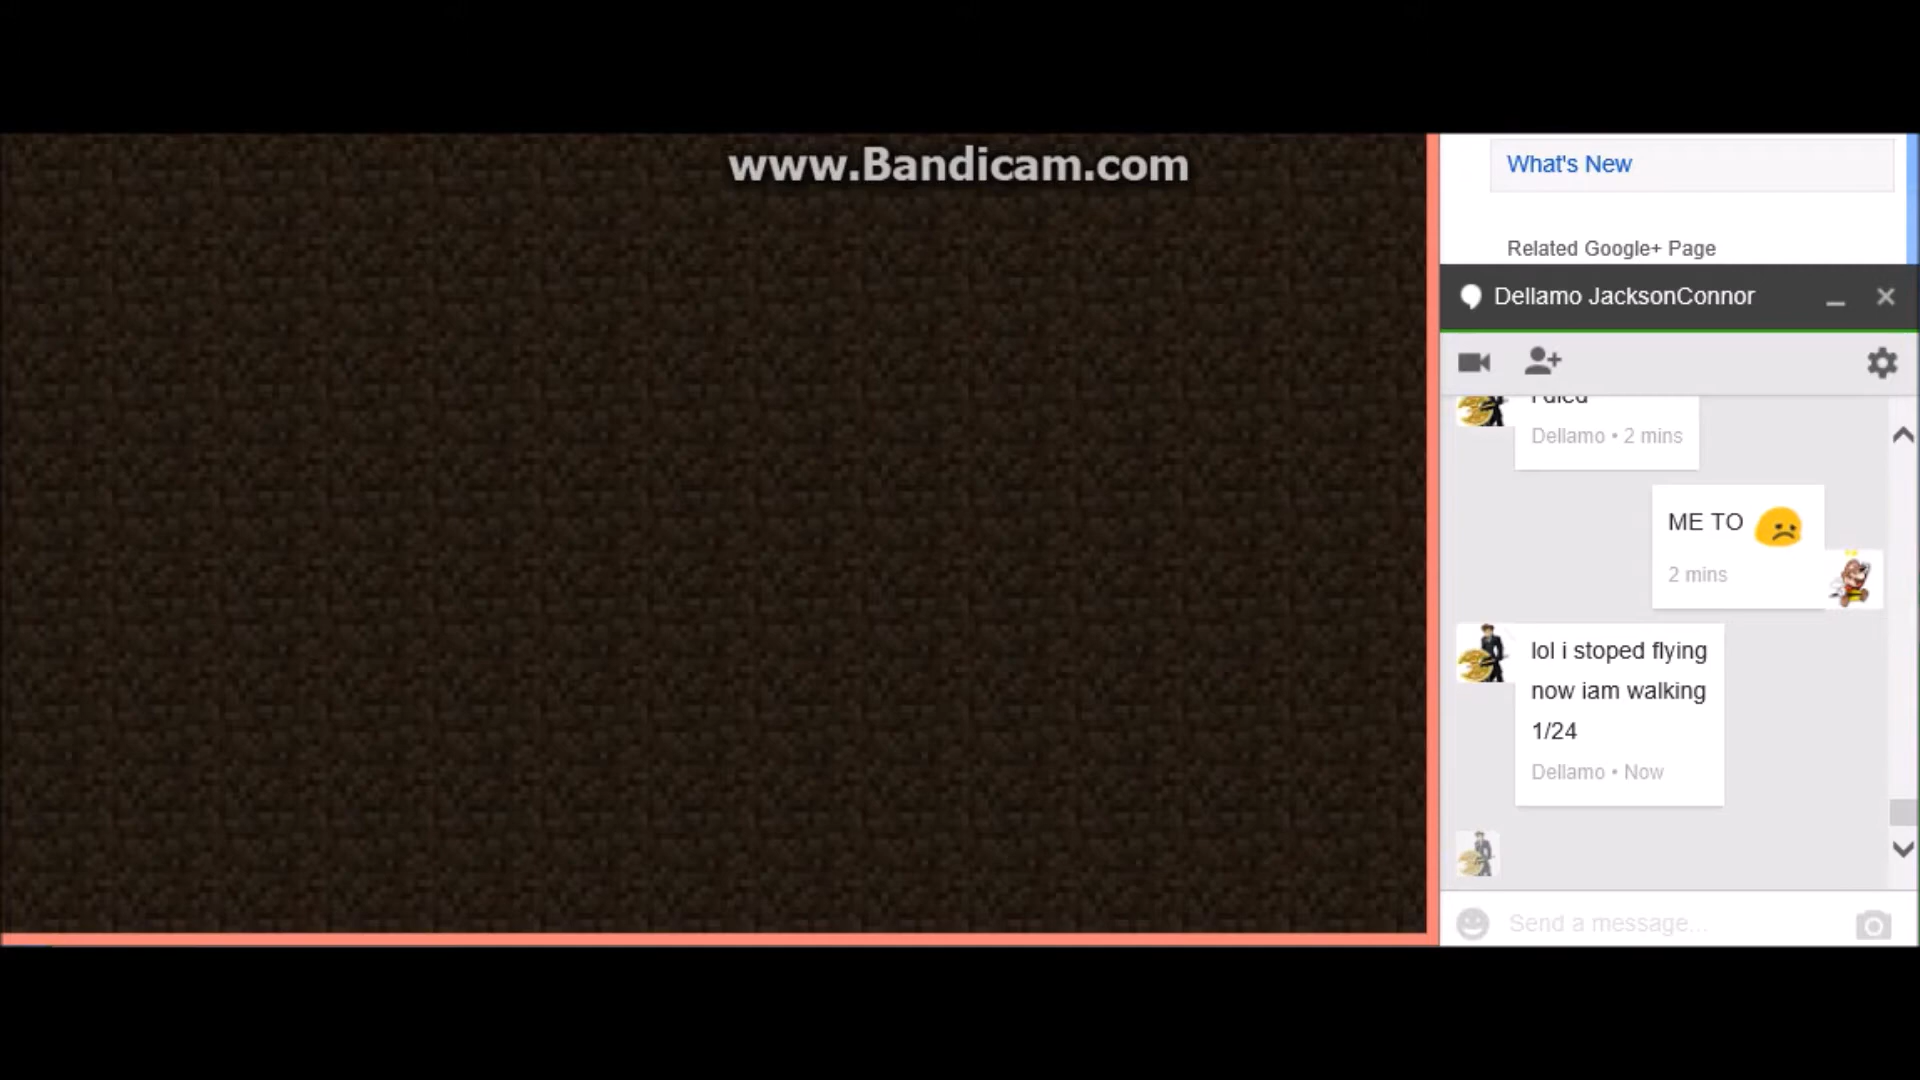 www.Bandicam.com
What's New
Related Google+ Page
Dellamo JacksonConnor
I died
Dellamo • 2 mins
ME TO
2 mins
lol i stoped flying
now iam walking
1/24
Dellamo • Now
Send a message...